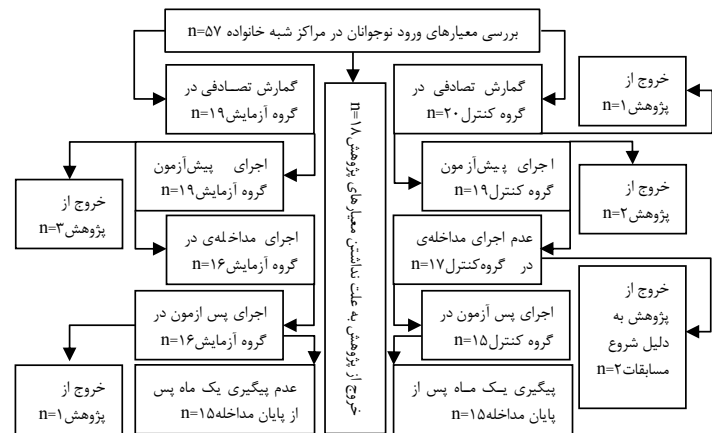 بررسی معیارهای ورود نوجوانان در مراکز شبه خانواده n=۵۷
گمارش تصادفی در
گروه کنترل n=۲۰
خروج از
پژوهش n=۱
اجرای پیش‌آزمون
گروه کنترل n=۱۹
خروج از
پژوهش n=۲
عدم اجرای مداخله‌ی
در گروه کنترل n=۱۷
خروج از
پژوهش به
دلیل شروع
مسابقات n=۲
اجرای پس آزمون در
گروه کنترل n=۱۵
پیگیری یک ماه پس از
پایان مداخله n=۱۵
خروج از پژوهش به علت نداشتن معیارهای پژوهش n=۱۸
گمارش تصادفی در
گروه آزمایش n=۱۹
اجرای پیش‌آزمون
گروه آزمایش n=۱۹
خروج از
پژوهش n=۳
اجرای مداخله‌ی در
گروه آزمایش n=۱۶
اجرای پس ازمون در
گروه آزمایش n=۱۶
خروج از
پژوهش n=۱
عدم پیگیری یک ماه پس
از پایان مداخله n=۱۵